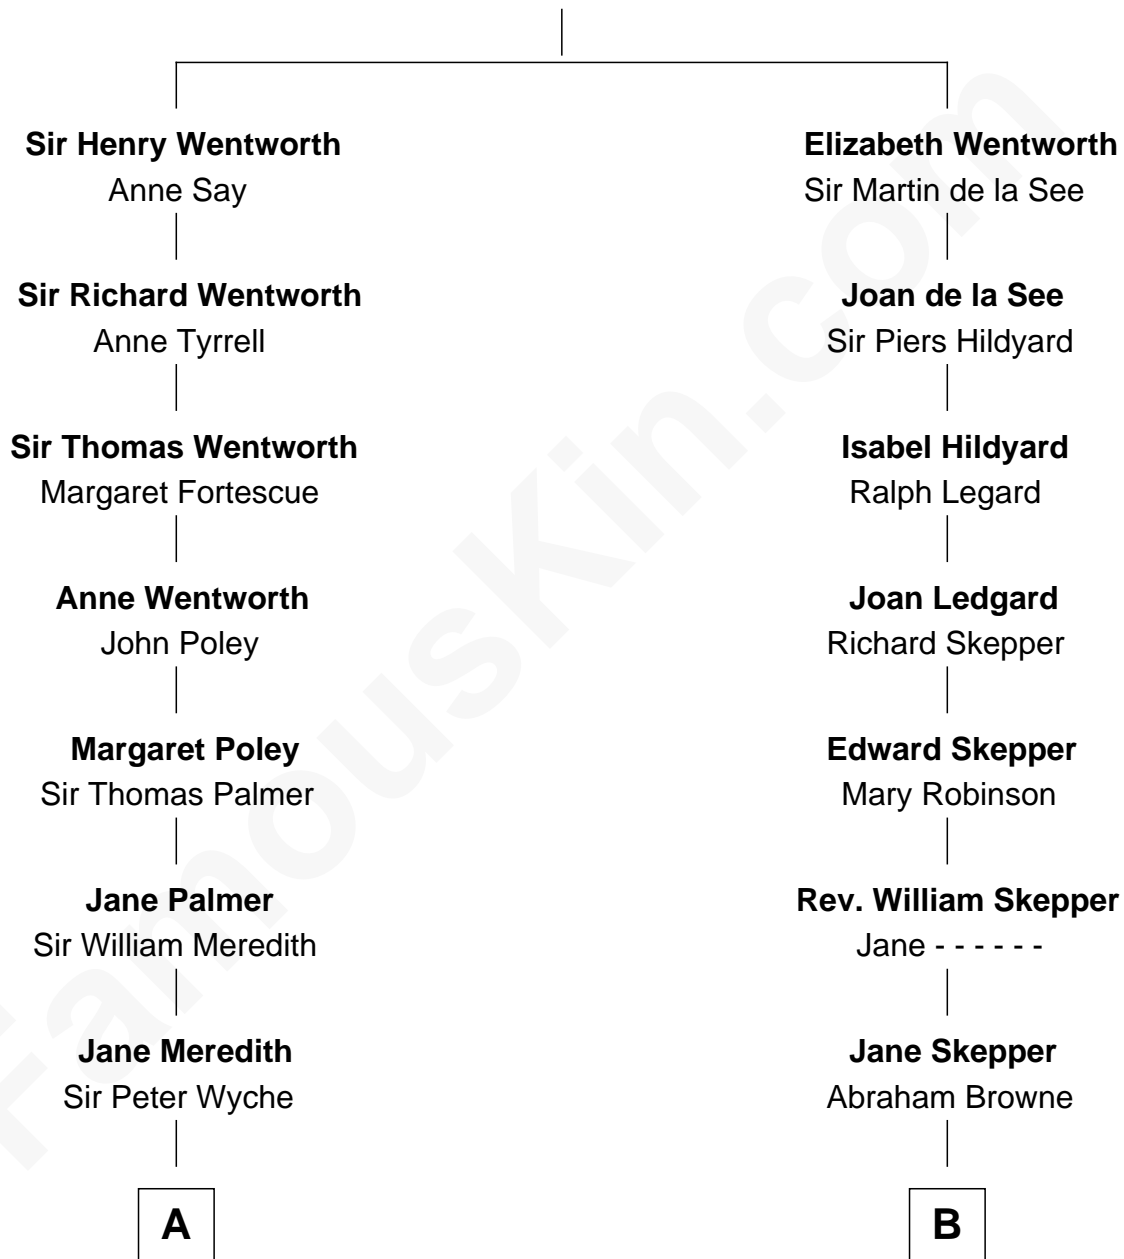 Sir Henry Wentworth
Anne Say
Sir Richard Wentworth
Anne Tyrrell
Sir Thomas Wentworth
Margaret Fortescue
Anne Wentworth
John Poley
Margaret Poley
Sir Thomas Palmer
Jane Palmer
Sir William Meredith
Jane Meredith
Sir Peter Wyche
A
Elizabeth Wentworth
Sir Martin de la See
Joan de la See
Sir Piers Hildyard
Isabel Hildyard
Ralph Legard
Joan Ledgard
Richard Skepper
Edward Skepper
Mary Robinson
Rev. William Skepper
Jane - - - - - -
Jane Skepper
Abraham Browne
B
FamousKin.com